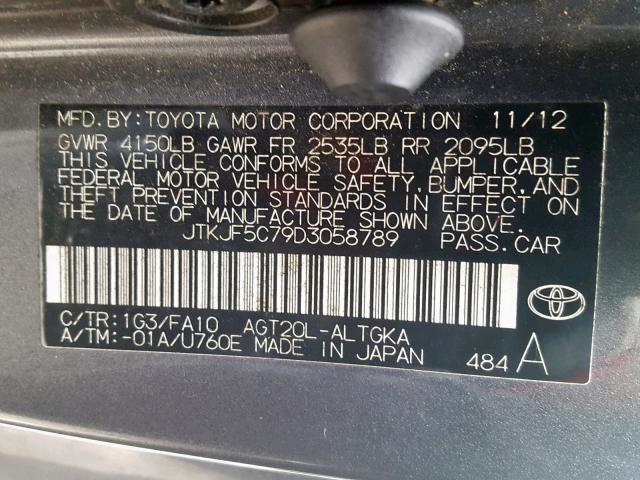 MFD. BY: TOYOTA MOTOR CORPORATION 11/12
GVWR 4150LB GAWR FR 2535LB RR 2095LB
THIS VEHICLE CONFORMS TO ALL APPLICABLE
FEDERAL MOTOR VEHICLE SAFETY, BUMPER, AND
THEFT PREVENTION STANDARDS IN EFFECT ON
THE DATE OF MANUFACTURE SHOWN ABOVE.
JTKJF5C79D3058789 PASS. CAR
C/TR: 1G3/FA10 AGT20L-ALTGKA
A/TM: -01A/U760E MADE IN JAPAN
484 A